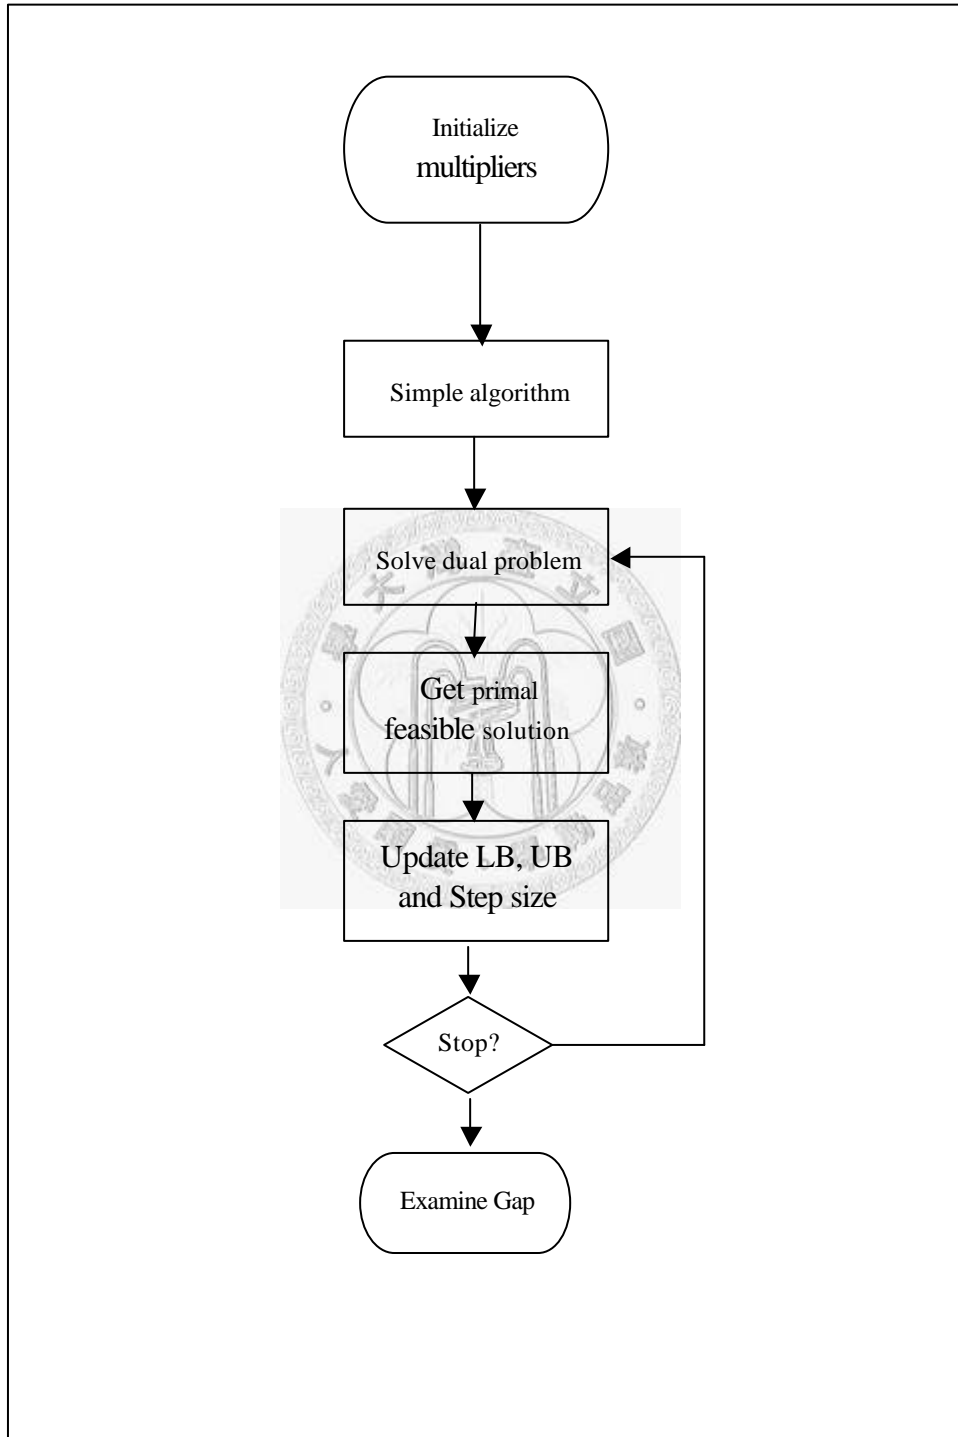 Initialize
multipliers
Simple algorithm
Solve dual problem
Get primal
feasible solution
Update LB, UB
and Step size
Stop?
Examine Gap